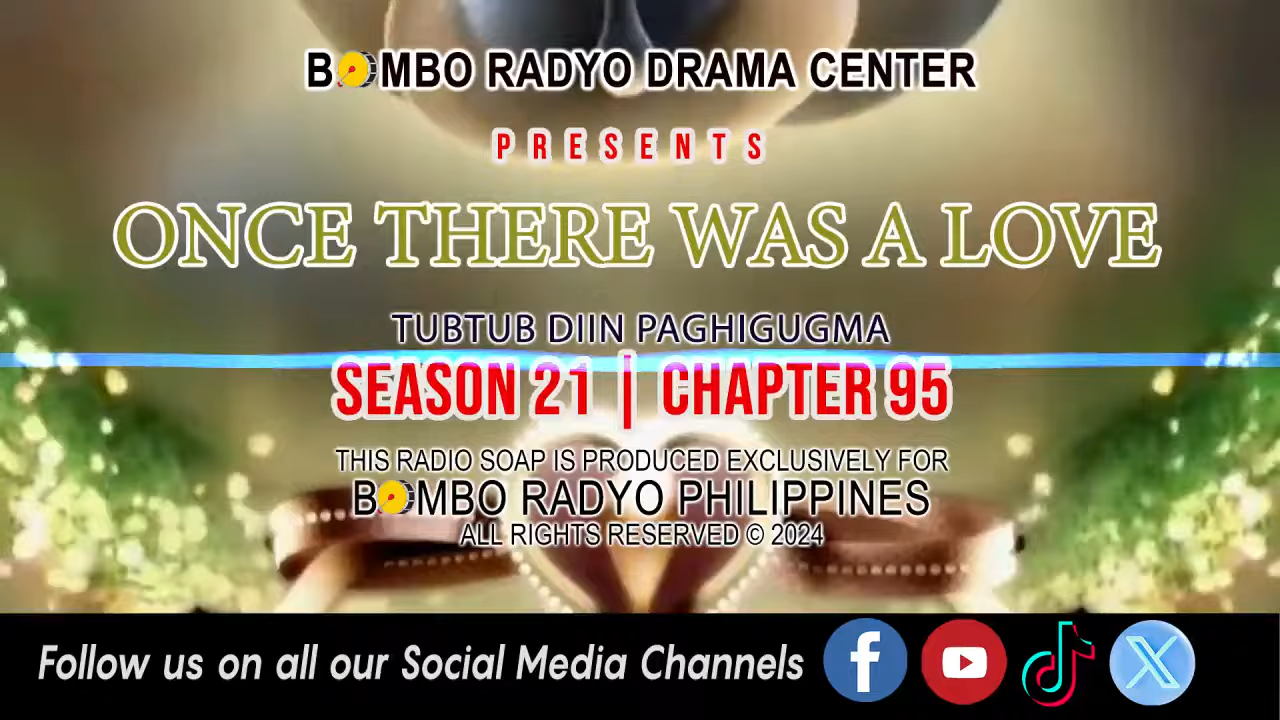 BOMBO RADYO DRAMA CENTER
PRESENTS
ONCE THERE WAS A LOVE
TUBTUB DIIN PAGHIGUGMA
SEASON 21 | CHAPTER 95
THIS RADIO SOAP IS PRODUCED EXCLUSIVELY FOR
BOMBO RADYO PHILIPPINES
ALL RIGHTS RESERVED © 2024
Follow us on all our Social Media Channels